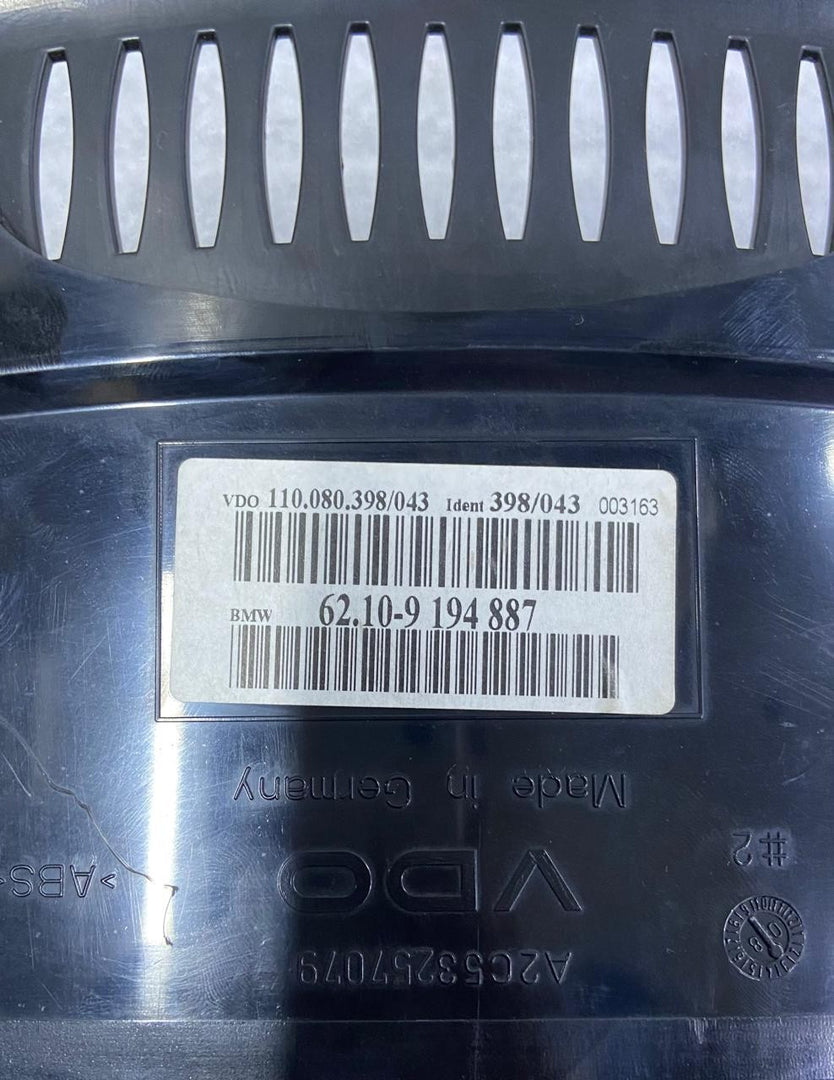 VDO 110.080.398/043 Ident 398/043 003163
BMW 62.10-9 194 887
Made in Germany
VDO
#2
>ABS<
A2C53257079